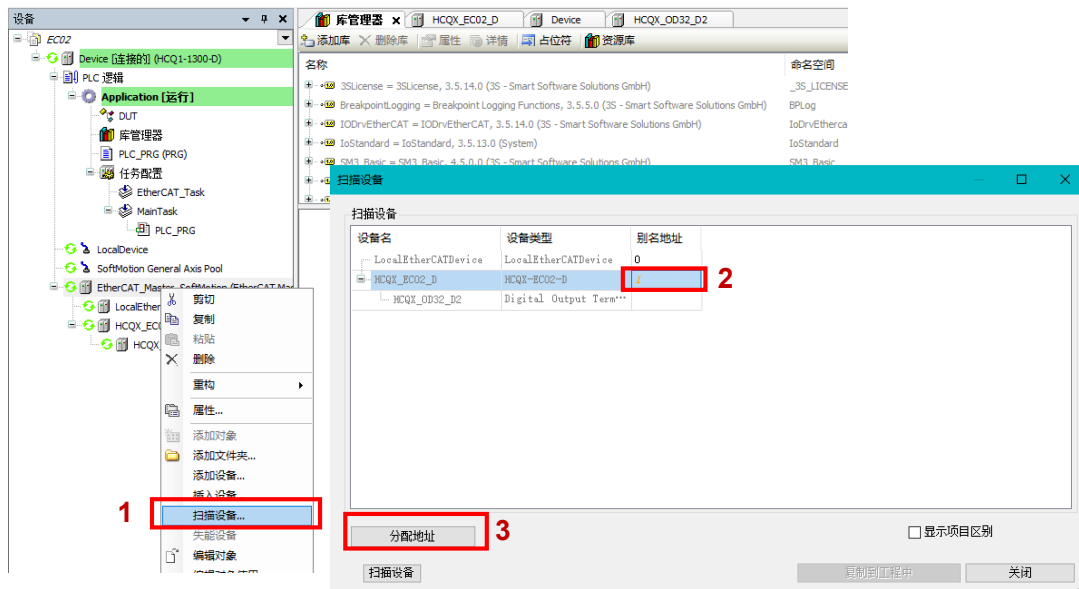 设备
EC02
Device [连接的] (HCQ1-1300-D)
PLC 逻辑
Application [运行]
DUT
库管理器
PLC_PRG (PRG)
任务配置
EtherCAT_Task
MainTask
PLC_PRG
LocalDevice
SoftMotion General Axis Pool
EtherCAT_Master_SoftMotion (EtherCAT Mas
LocalEther
HCQX_EC
HCQX_
剪切
复制
粘贴
删除
重构
属性...
添加对象
添加文件夹...
添加设备...
插入设备
1
扫描设备...
失能设备
编辑对象
库管理器
HCQX_EC02_D
Device
HCQX_OD32_D2
添加库 删除库 属性 详情 占位符 资源库
名称 命名空间
3SLicense = 3SLicense, 3.5.14.0 (3S - Smart Software Solutions GmbH) _3S_LICENSE
BreakpointLogging = Breakpoint Logging Functions, 3.5.5.0 (3S - Smart Software Solutions GmbH) BPLog
IODrvEtherCAT = IODrvEtherCAT, 3.5.14.0 (3S - Smart Software Solutions GmbH) IoDrvEtherca
IoStandard = IoStandard, 3.5.13.0 (System) IoStandard
SM3_Basic = SM3_Basic, 4.5.0.0 (3S - Smart Software Solutions GmbH) SM3_Basic
扫描设备
扫描设备
设备名 设备类型 别名地址
LocalEtherCATDevice LocalEtherCATDevice 0
HCQX_EC02_D HCQX-EC02-D 1
2
HCQX_OD32_D2 Digital Output Term...
分配地址
3
显示项目区别
扫描设备
复制到工程中
关闭